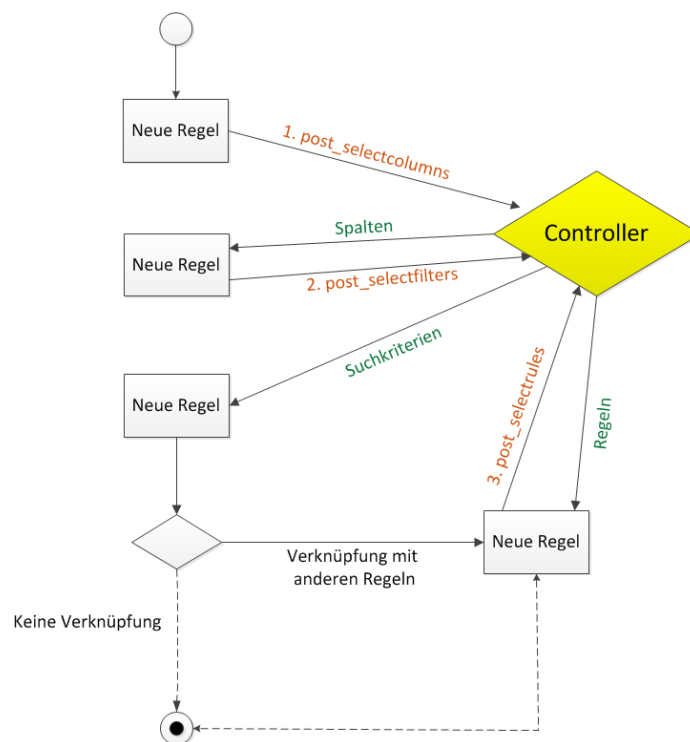 Neue Regel
1. post_selectcolumns
Spalten
Controller
Neue Regel
2. post_selectfilters
Suchkriterien
Neue Regel
3. post_selectrules
Regeln
Neue Regel
Verknüpfung mit
anderen Regeln
Keine Verknüpfung